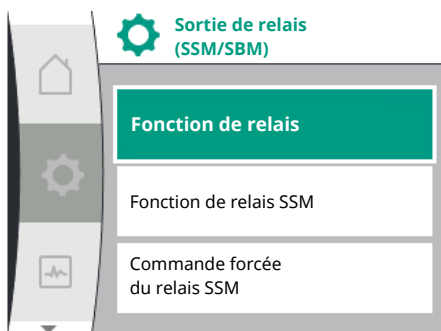 Sortie de relais
(SSM/SBM)
Fonction de relais
Fonction de relais SSM
Commande forcée
du relais SSM